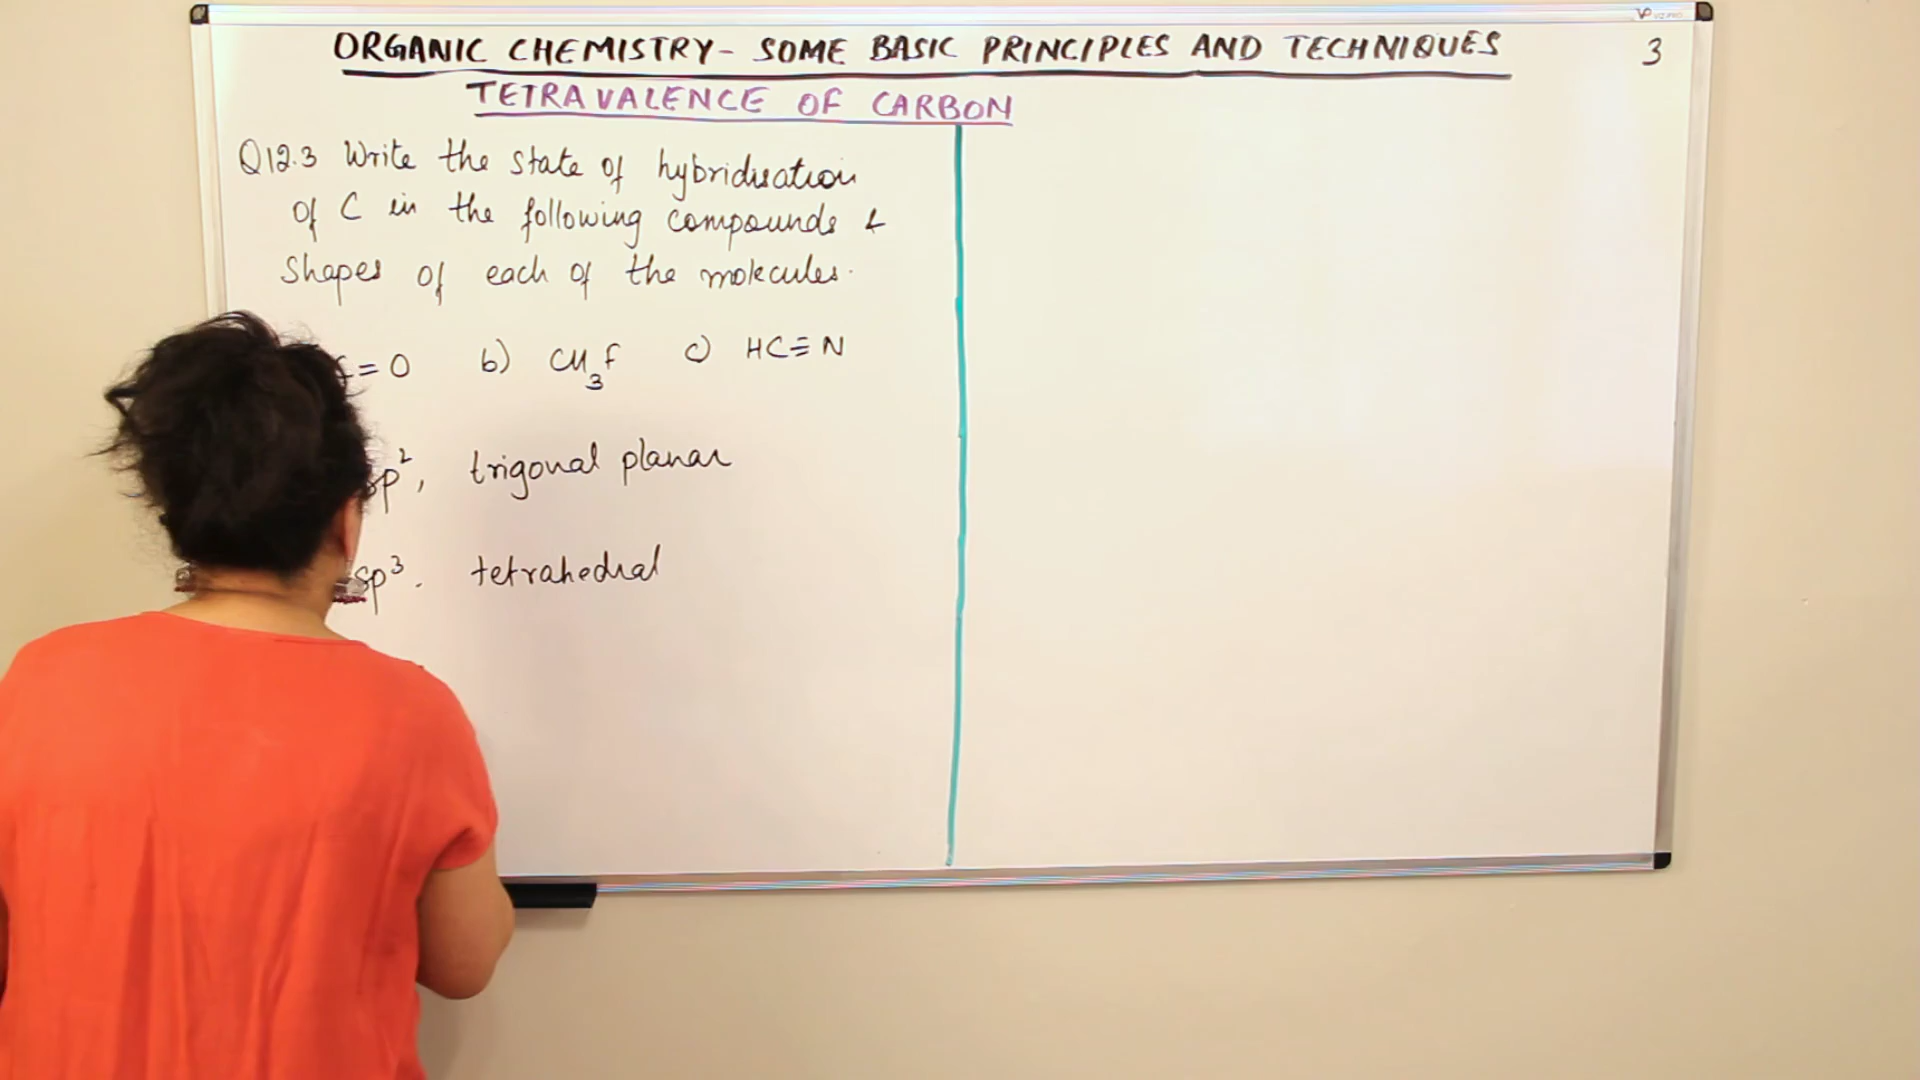 ORGANIC CHEMISTRY - SOME BASIC PRINCIPLES AND TECHNIQUES 3
TETRAVALENCE OF CARBON
Q12.3 Write the state of hybridisation
of C in the following compounds &
shapes of each of the molecules.
= O b) CH3F c) HC≡N
sp², trigonal planar
sp³. tetrahedral